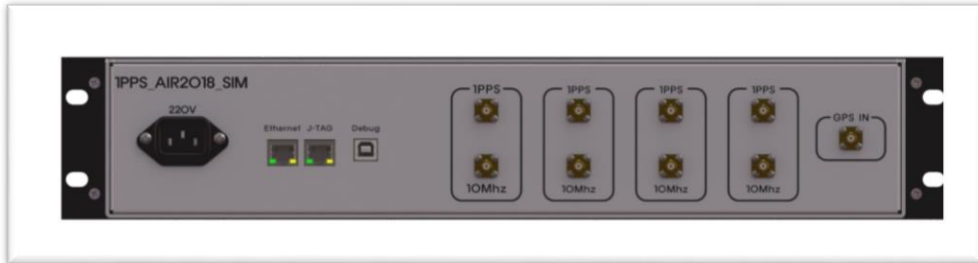 1PPS_AIR2018_SIM
220V
Ethernet J-TAG Debug
1PPS 1PPS 1PPS 1PPS
GPS IN
10Mhz 10Mhz 10Mhz 10Mhz